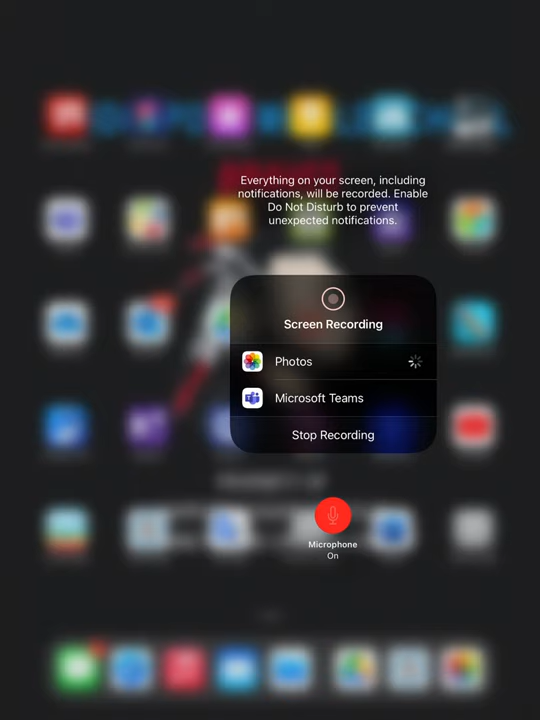 Everything on your screen, including
notifications, will be recorded. Enable
Do Not Disturb to prevent
unexpected notifications.
Screen Recording
Photos
Microsoft Teams
Stop Recording
Microphone
On